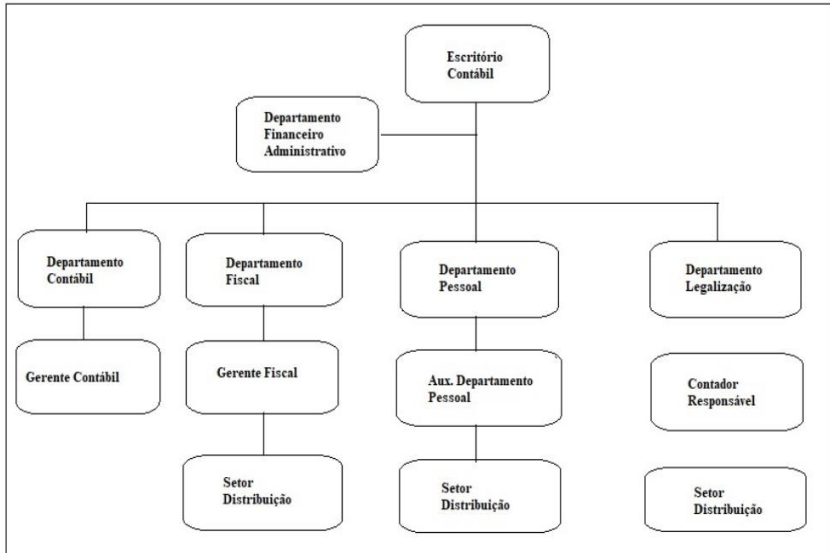 Escritório
Contábil
Departamento
Financeiro
Administrativo
Departamento
Contábil
Departamento
Fiscal
Departamento
Pessoal
Departamento
Legalização
Gerente Contábil
Gerente Fiscal
Aux. Departamento
Pessoal
Contador
Responsável
Setor
Distribuição
Setor
Distribuição
Setor
Distribuição